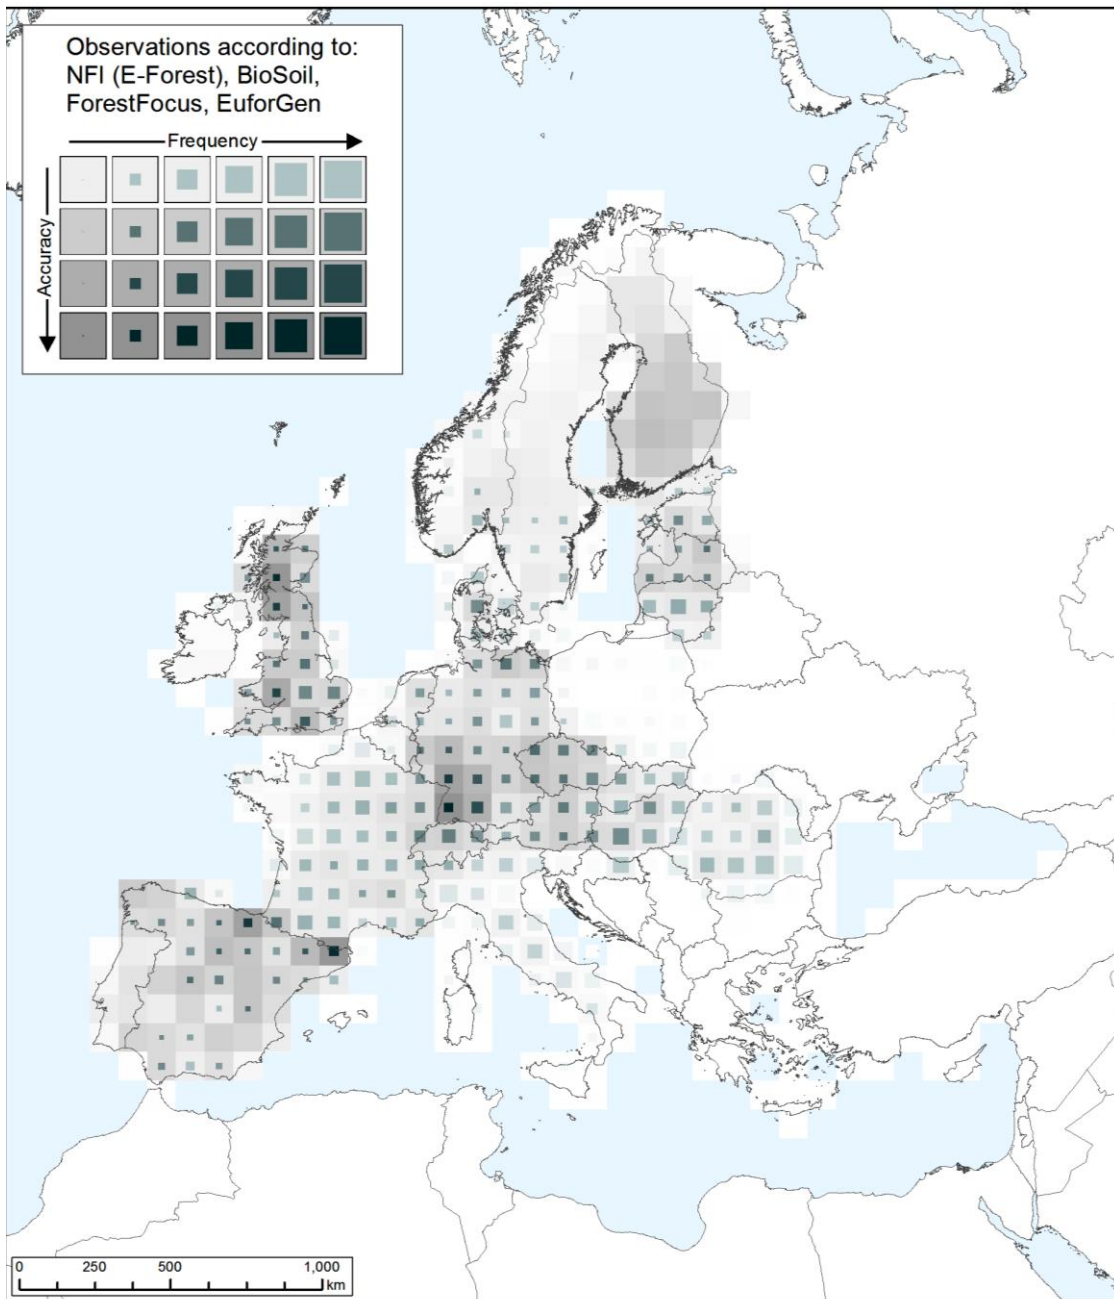 Observations according to:
NFI (E-Forest), BioSoil,
ForestFocus, EuforGen
Frequency
Accuracy
0 250 500 1,000
km